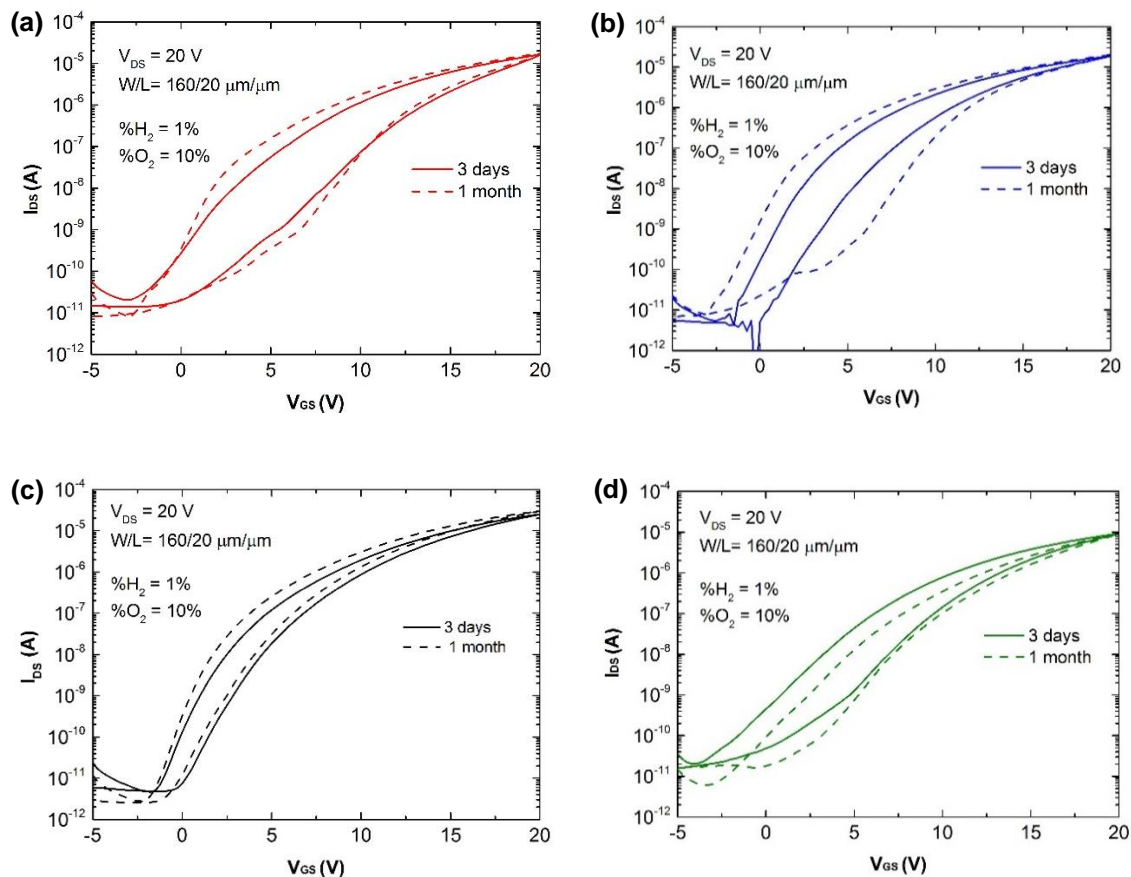 (a)
10⁻⁴
10⁻⁵
10⁻⁶
10⁻⁷
10⁻⁸
10⁻⁹
10⁻¹⁰
10⁻¹¹
10⁻¹²
I_DS (A)
V_DS = 20 V
W/L= 160/20 μm/μm
%H₂ = 1%
%O₂ = 10%
3 days
1 month
-5 0 5 10 15 20
V_GS (V)
(b)
10⁻⁴
10⁻⁵
10⁻⁶
10⁻⁷
10⁻⁸
10⁻⁹
10⁻¹⁰
10⁻¹¹
10⁻¹²
I_DS (A)
V_DS = 20 V
W/L= 160/20 μm/μm
%H₂ = 1%
%O₂ = 10%
3 days
1 month
-5 0 5 10 15 20
V_GS (V)
(c)
10⁻⁴
10⁻⁵
10⁻⁶
10⁻⁷
10⁻⁸
10⁻⁹
10⁻¹⁰
10⁻¹¹
10⁻¹²
I_DS (A)
V_DS = 20 V
W/L= 160/20 μm/μm
%H₂ = 1%
%O₂ = 10%
3 days
1 month
-5 0 5 10 15 20
V_GS (V)
(d)
10⁻⁴
10⁻⁵
10⁻⁶
10⁻⁷
10⁻⁸
10⁻⁹
10⁻¹⁰
10⁻¹¹
10⁻¹²
I_DS (A)
V_DS = 20 V
W/L= 160/20 μm/μm
%H₂ = 1%
%O₂ = 10%
3 days
1 month
-5 0 5 10 15 20
V_GS (V)